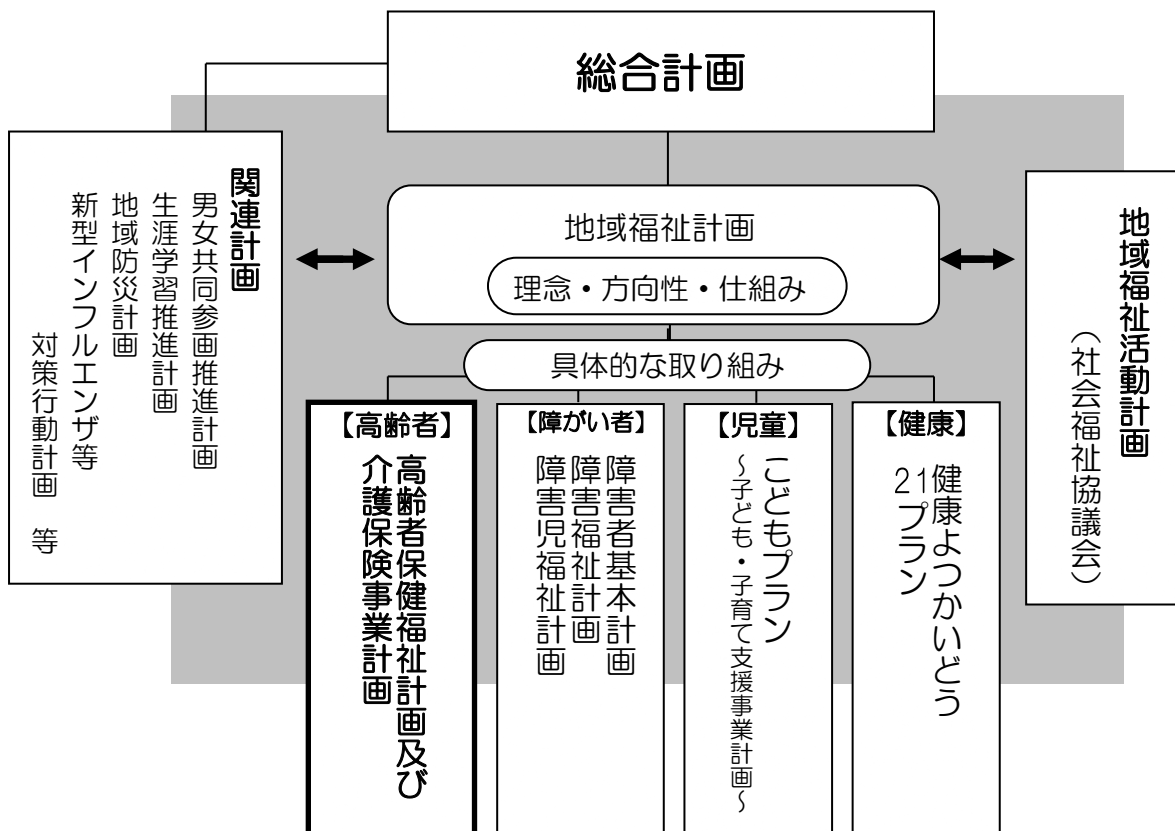 総合計画
関連計画
男女共同参画推進計画
生涯学習推進計画
地域防災計画
新型インフルエンザ等
対策行動計画　等
地域福祉計画
理念・方向性・仕組み
地域福祉活動計画
（社会福祉協議会）
具体的な取り組み
【高齢者】
高齢者保健福祉計画及び
介護保険事業計画
【障がい者】
障害者基本計画
障害福祉計画
障害児福祉計画
【児童】
こどもプラン
～子ども・子育て支援事業計画～
【健康】
健康よつかいどう
21プラン